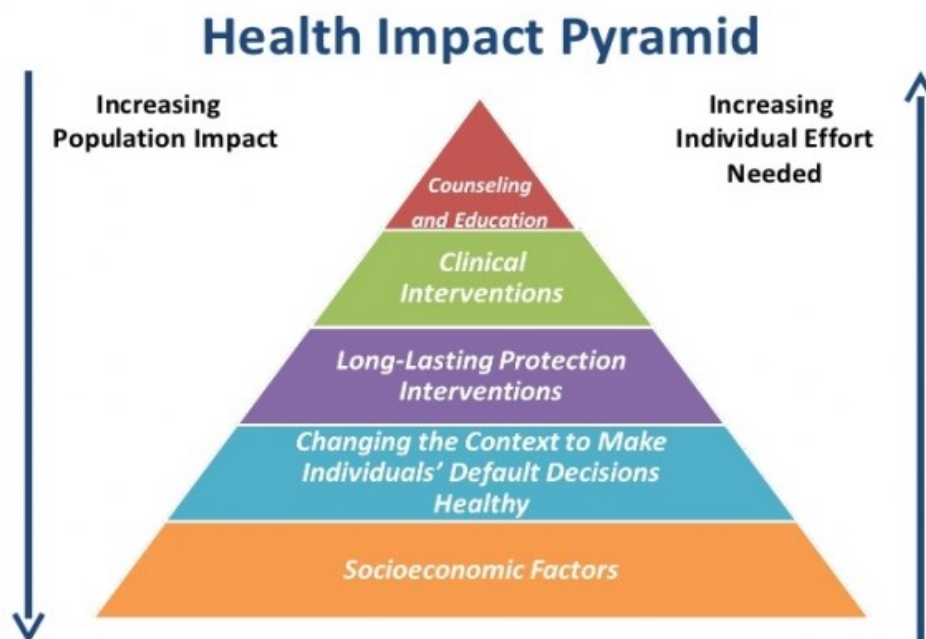 Health Impact Pyramid
Increasing
Population Impact
Increasing
Individual Effort
Needed
Counseling
and Education
Clinical
Interventions
Long-Lasting Protection
Interventions
Changing the Context to Make
Individuals’ Default Decisions
Healthy
Socioeconomic Factors